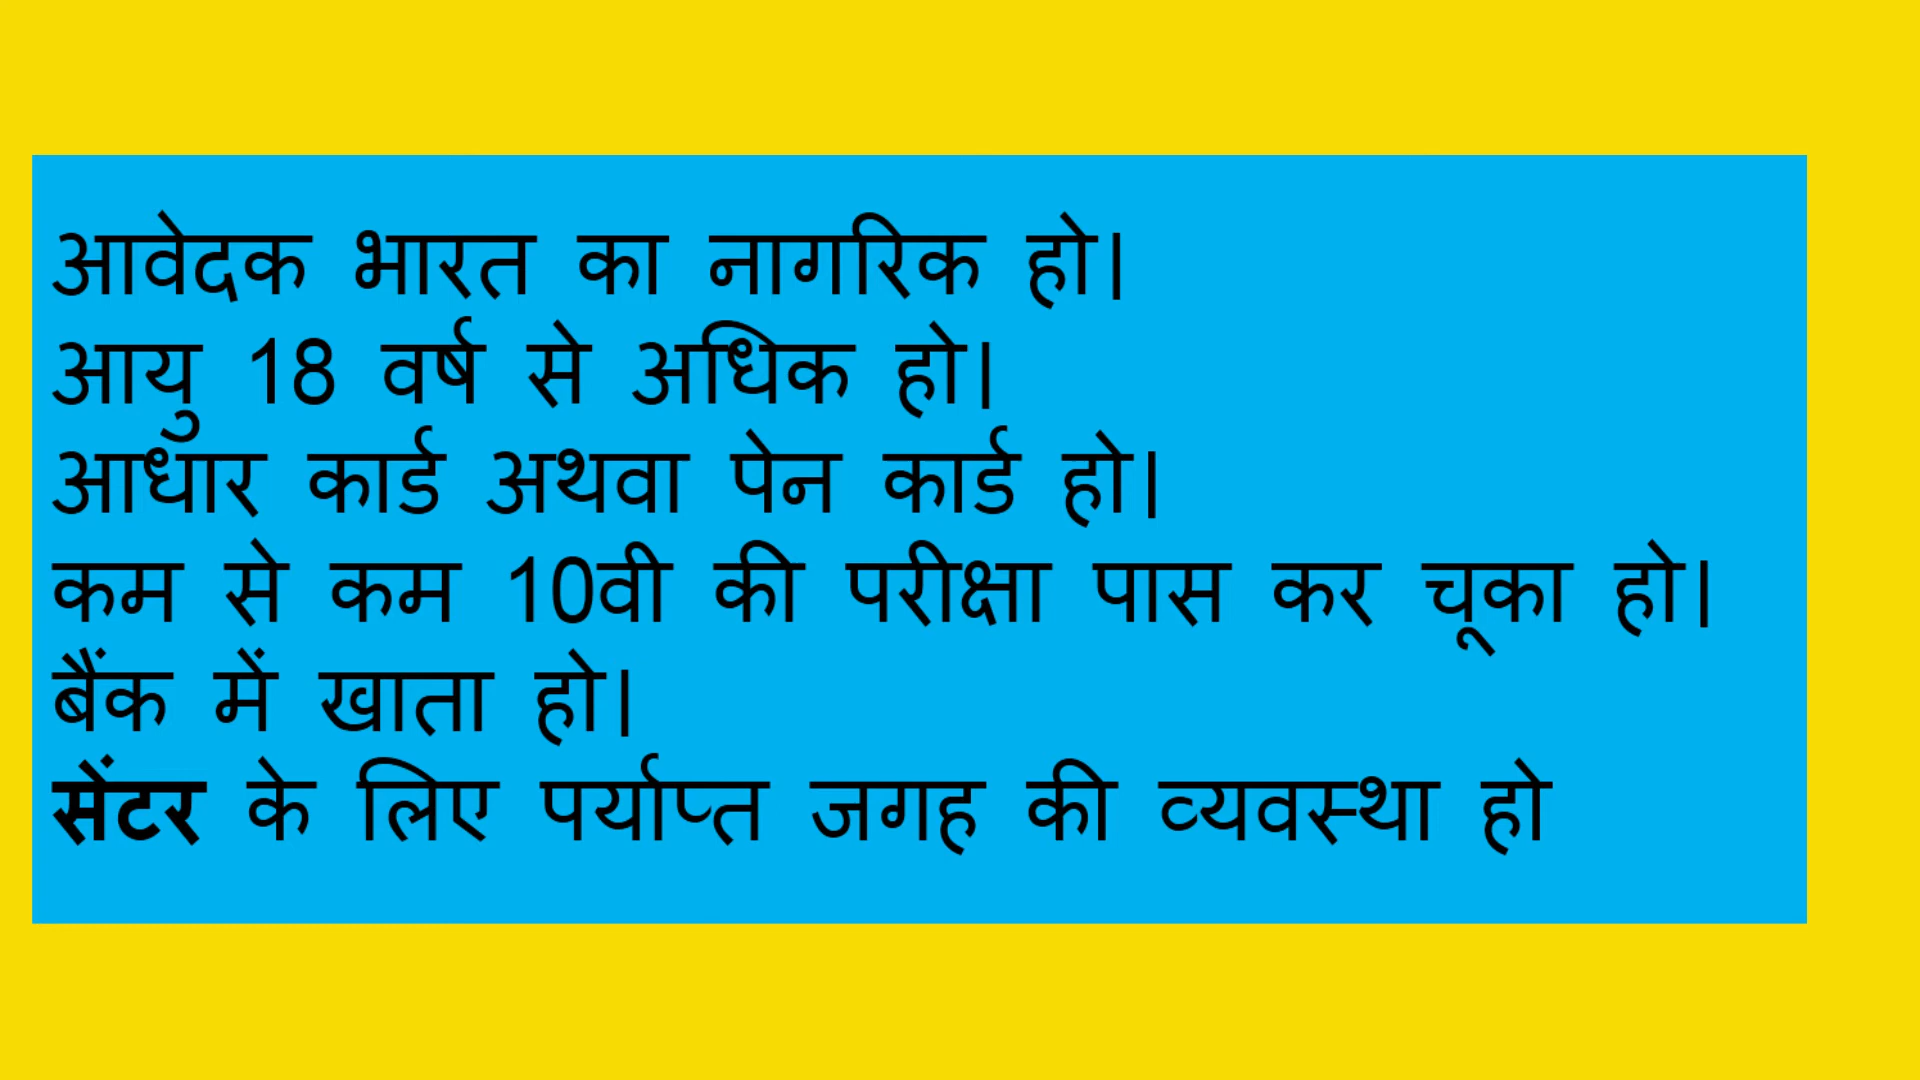 आवेदक भारत का नागरिक हो।
आयु 18 वर्ष से अधिक हो।
आधार कार्ड अथवा पेन कार्ड हो।
कम से कम 10वी की परीक्षा पास कर चूका हो।
बैंक में खाता हो।
सेंटर के लिए पर्याप्त जगह की व्यवस्था हो